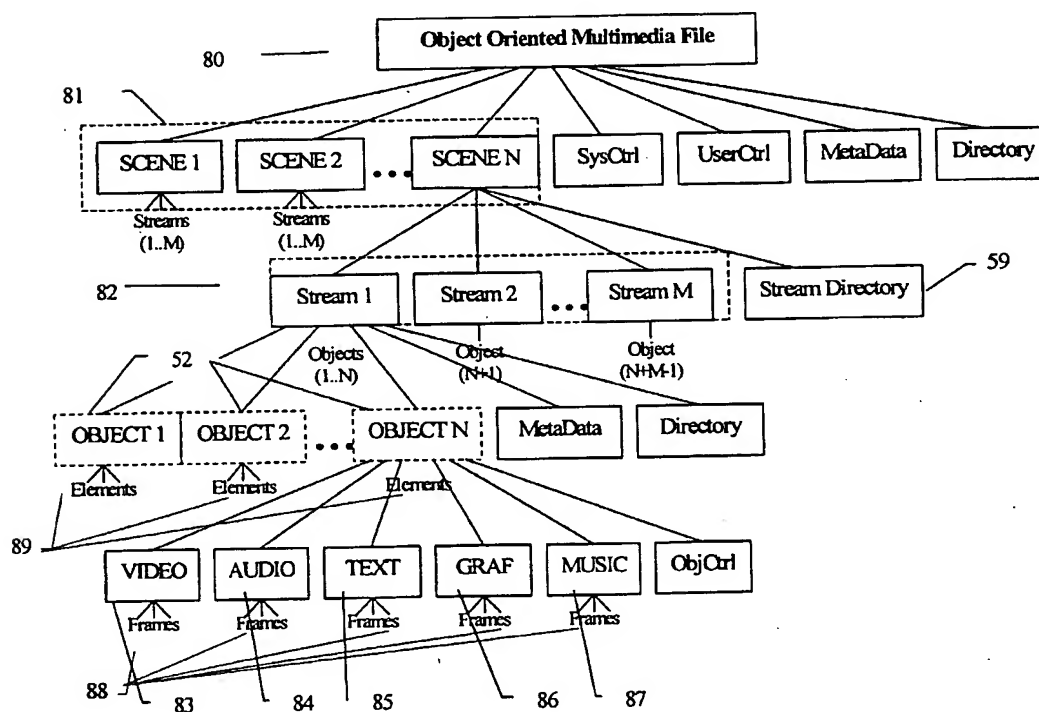 Object Oriented Multimedia File
80
81
SCENE 1
SCENE 2
SCENE N
SysCtrl
UserCtrl
MetaData
Directory
Streams
(1..M)
Streams
(1..M)
59
82
Stream 1
Stream 2
Stream M
Stream Directory
52
Objects
(1..N)
Object
(N+1)
Object
(N+M-1)
OBJECT 1
OBJECT 2
OBJECT N
MetaData
Directory
Elements
Elements
Elements
89
VIDEO
AUDIO
TEXT
GRAF
MUSIC
ObjCtrl
Frames
Frames
Frames
Frames
Frames
88
83
84
85
86
87